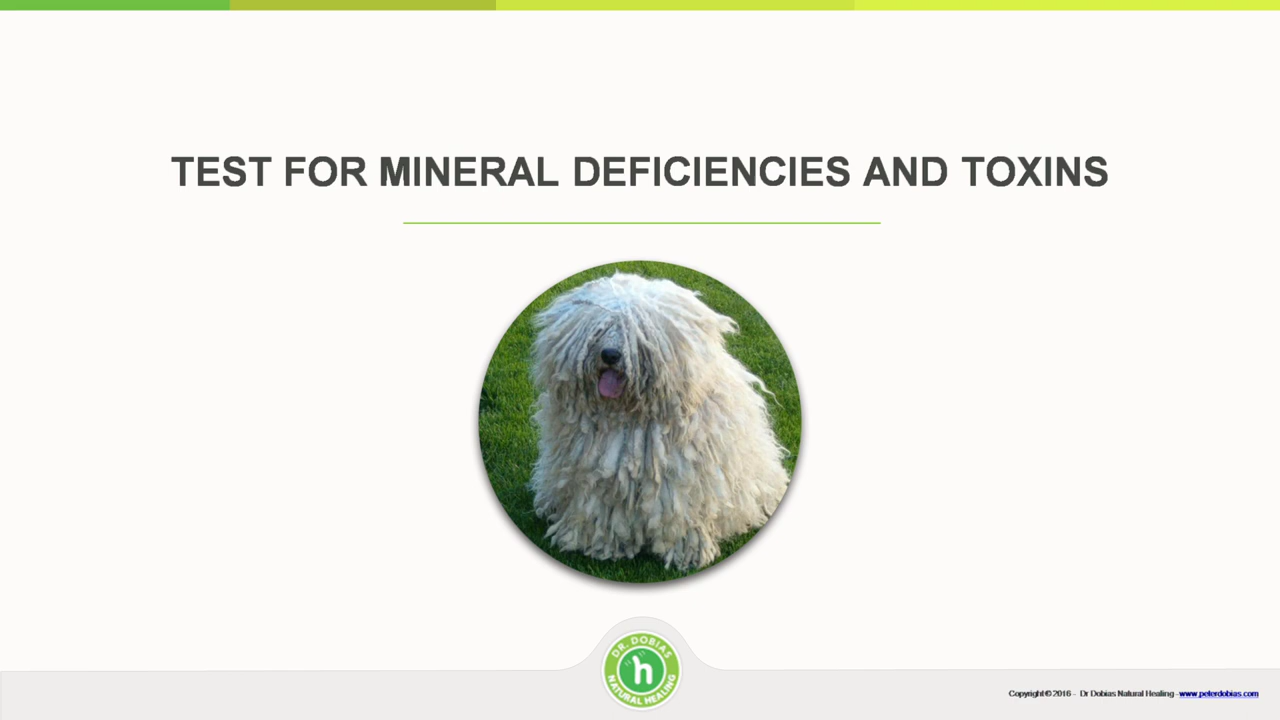 TEST FOR MINERAL DEFICIENCIES AND TOXINS
DR. DOBIAS
h
NATURAL HEALING
Copyright © 2016 - Dr Dobias Natural Healing - www.peterdobias.com